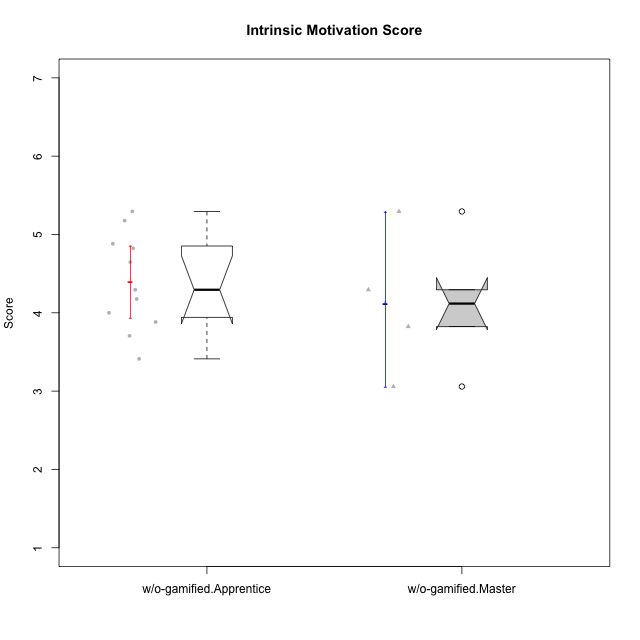 Intrinsic Motivation Score
7
6
5
4
3
2
1
Score
w/o-gamified.Apprentice
w/o-gamified.Master